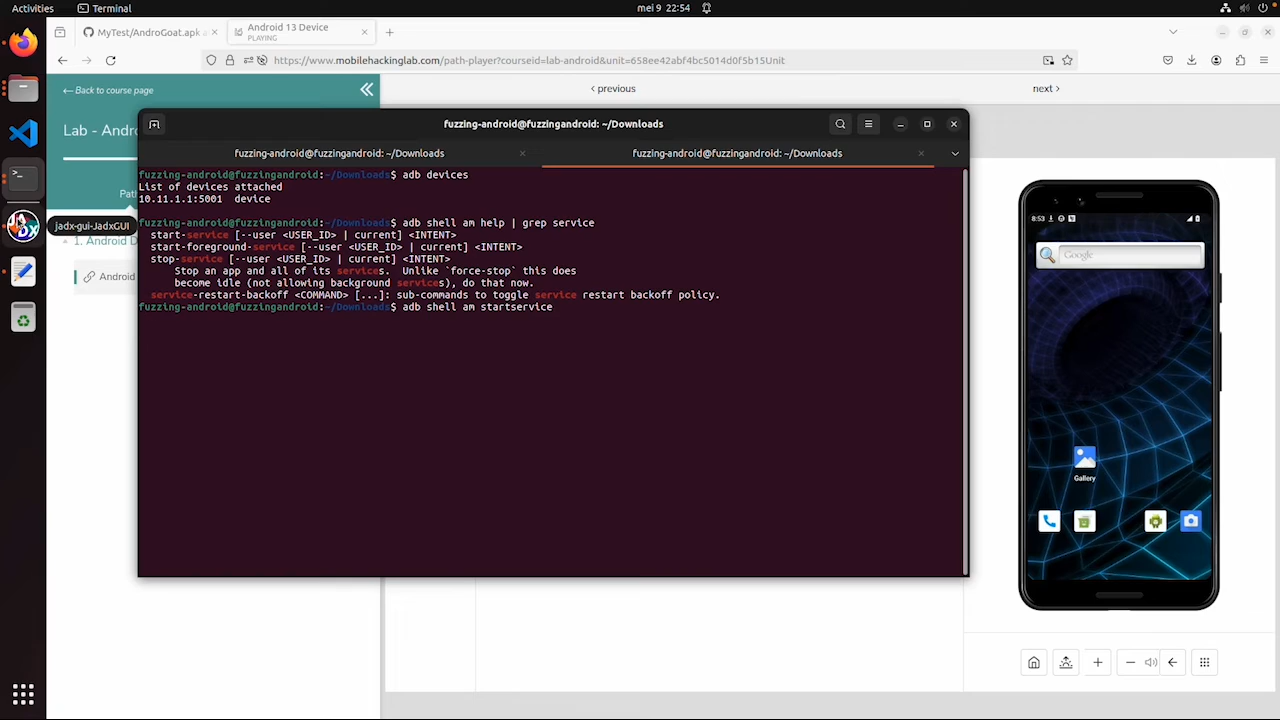 Activities
Terminal
mei 9 22:54
MyTest/AndroGoat.apk a
Android 13 Device
PLAYING
https://www.mobilehackinglab.com/path-player?courseid=lab-android&unit=658ee42abf4bc5014d0f5b15Unit
← Back to course page
‹ previous
next ›
Lab - Andro
Path
1. Android D
Android
jadx-gui-JadxGUI
fuzzing-android@fuzzingandroid: ~/Downloads
fuzzing-android@fuzzingandroid: ~/Downloads
fuzzing-android@fuzzingandroid: ~/Downloads
fuzzing-android@fuzzingandroid:~/Downloads$ adb devices
List of devices attached
10.11.1.1:5001  device
fuzzing-android@fuzzingandroid:~/Downloads$ adb shell am help | grep service
  start-service [--user <USER_ID> | current] <INTENT>
  start-foreground-service [--user <USER_ID> | current] <INTENT>
  stop-service [--user <USER_ID> | current] <INTENT>
      Stop an app and all of its services.  Unlike `force-stop` this does
      become idle (not allowing background services), do that now.
  service-restart-backoff <COMMAND> [...]: sub-commands to toggle service restart backoff policy.
fuzzing-android@fuzzingandroid:~/Downloads$ adb shell am startservice
8:53
Google
Gallery